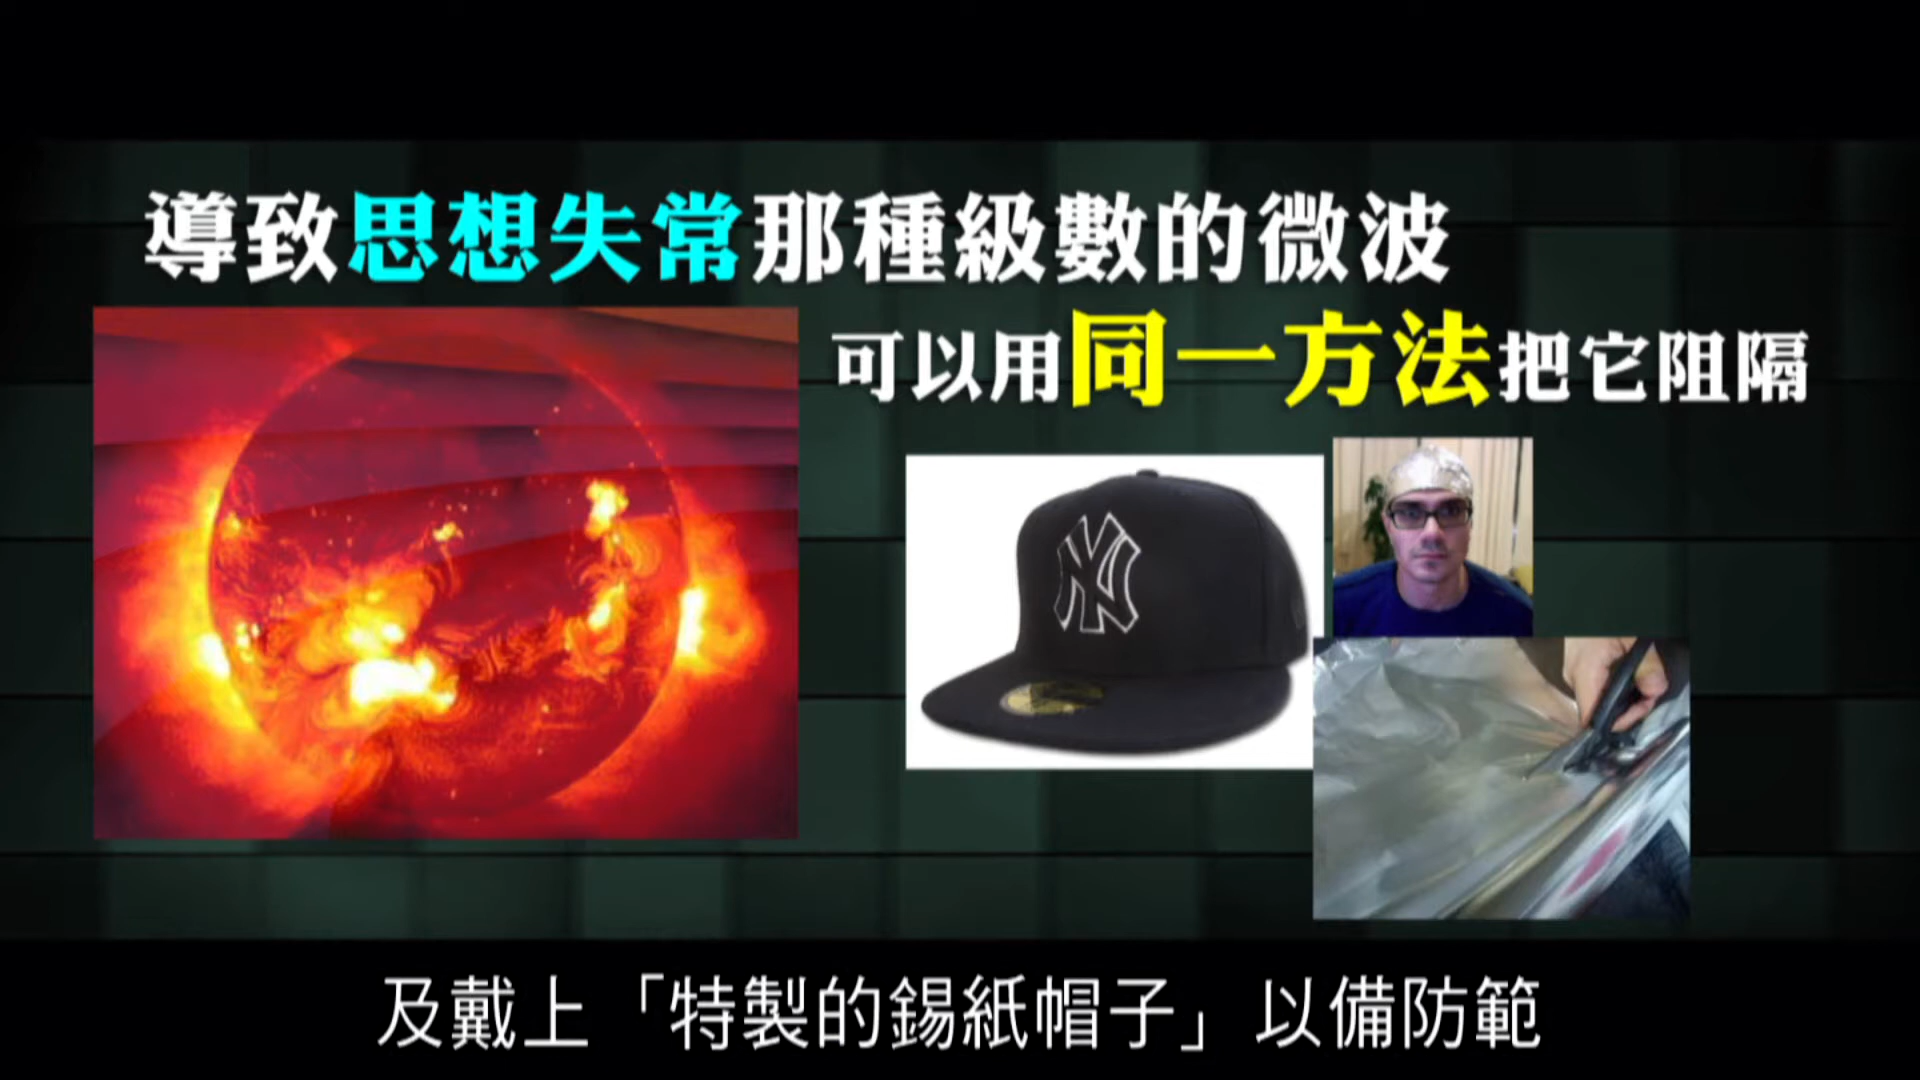 導致思想失常那種級數的微波
可以用同一方法把它阻隔
NY
及戴上「特製的錫紙帽子」以備防範